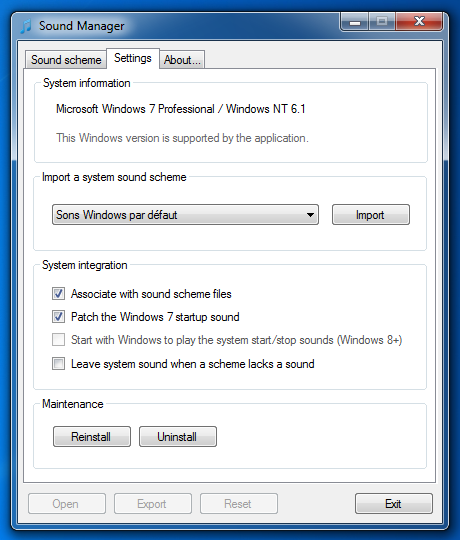 Sound Manager
Sound scheme Settings About...
System information
Microsoft Windows 7 Professional / Windows NT 6.1
This Windows version is supported by the application.
Import a system sound scheme
Sons Windows par défaut Import
System integration
Associate with sound scheme files
Patch the Windows 7 startup sound
Start with Windows to play the system start/stop sounds (Windows 8+)
Leave system sound when a scheme lacks a sound
Maintenance
Reinstall Uninstall
Open Export Reset Exit